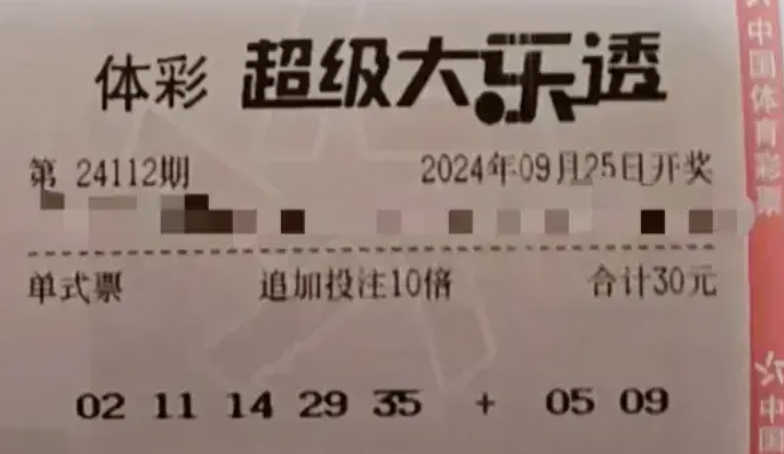 体彩 超级大乐透
第 24112期 2024年09月25日开奖
单式票 追加投注10倍 合计30元
02 11 14 29 35 + 05 09
中国体育彩票
中国